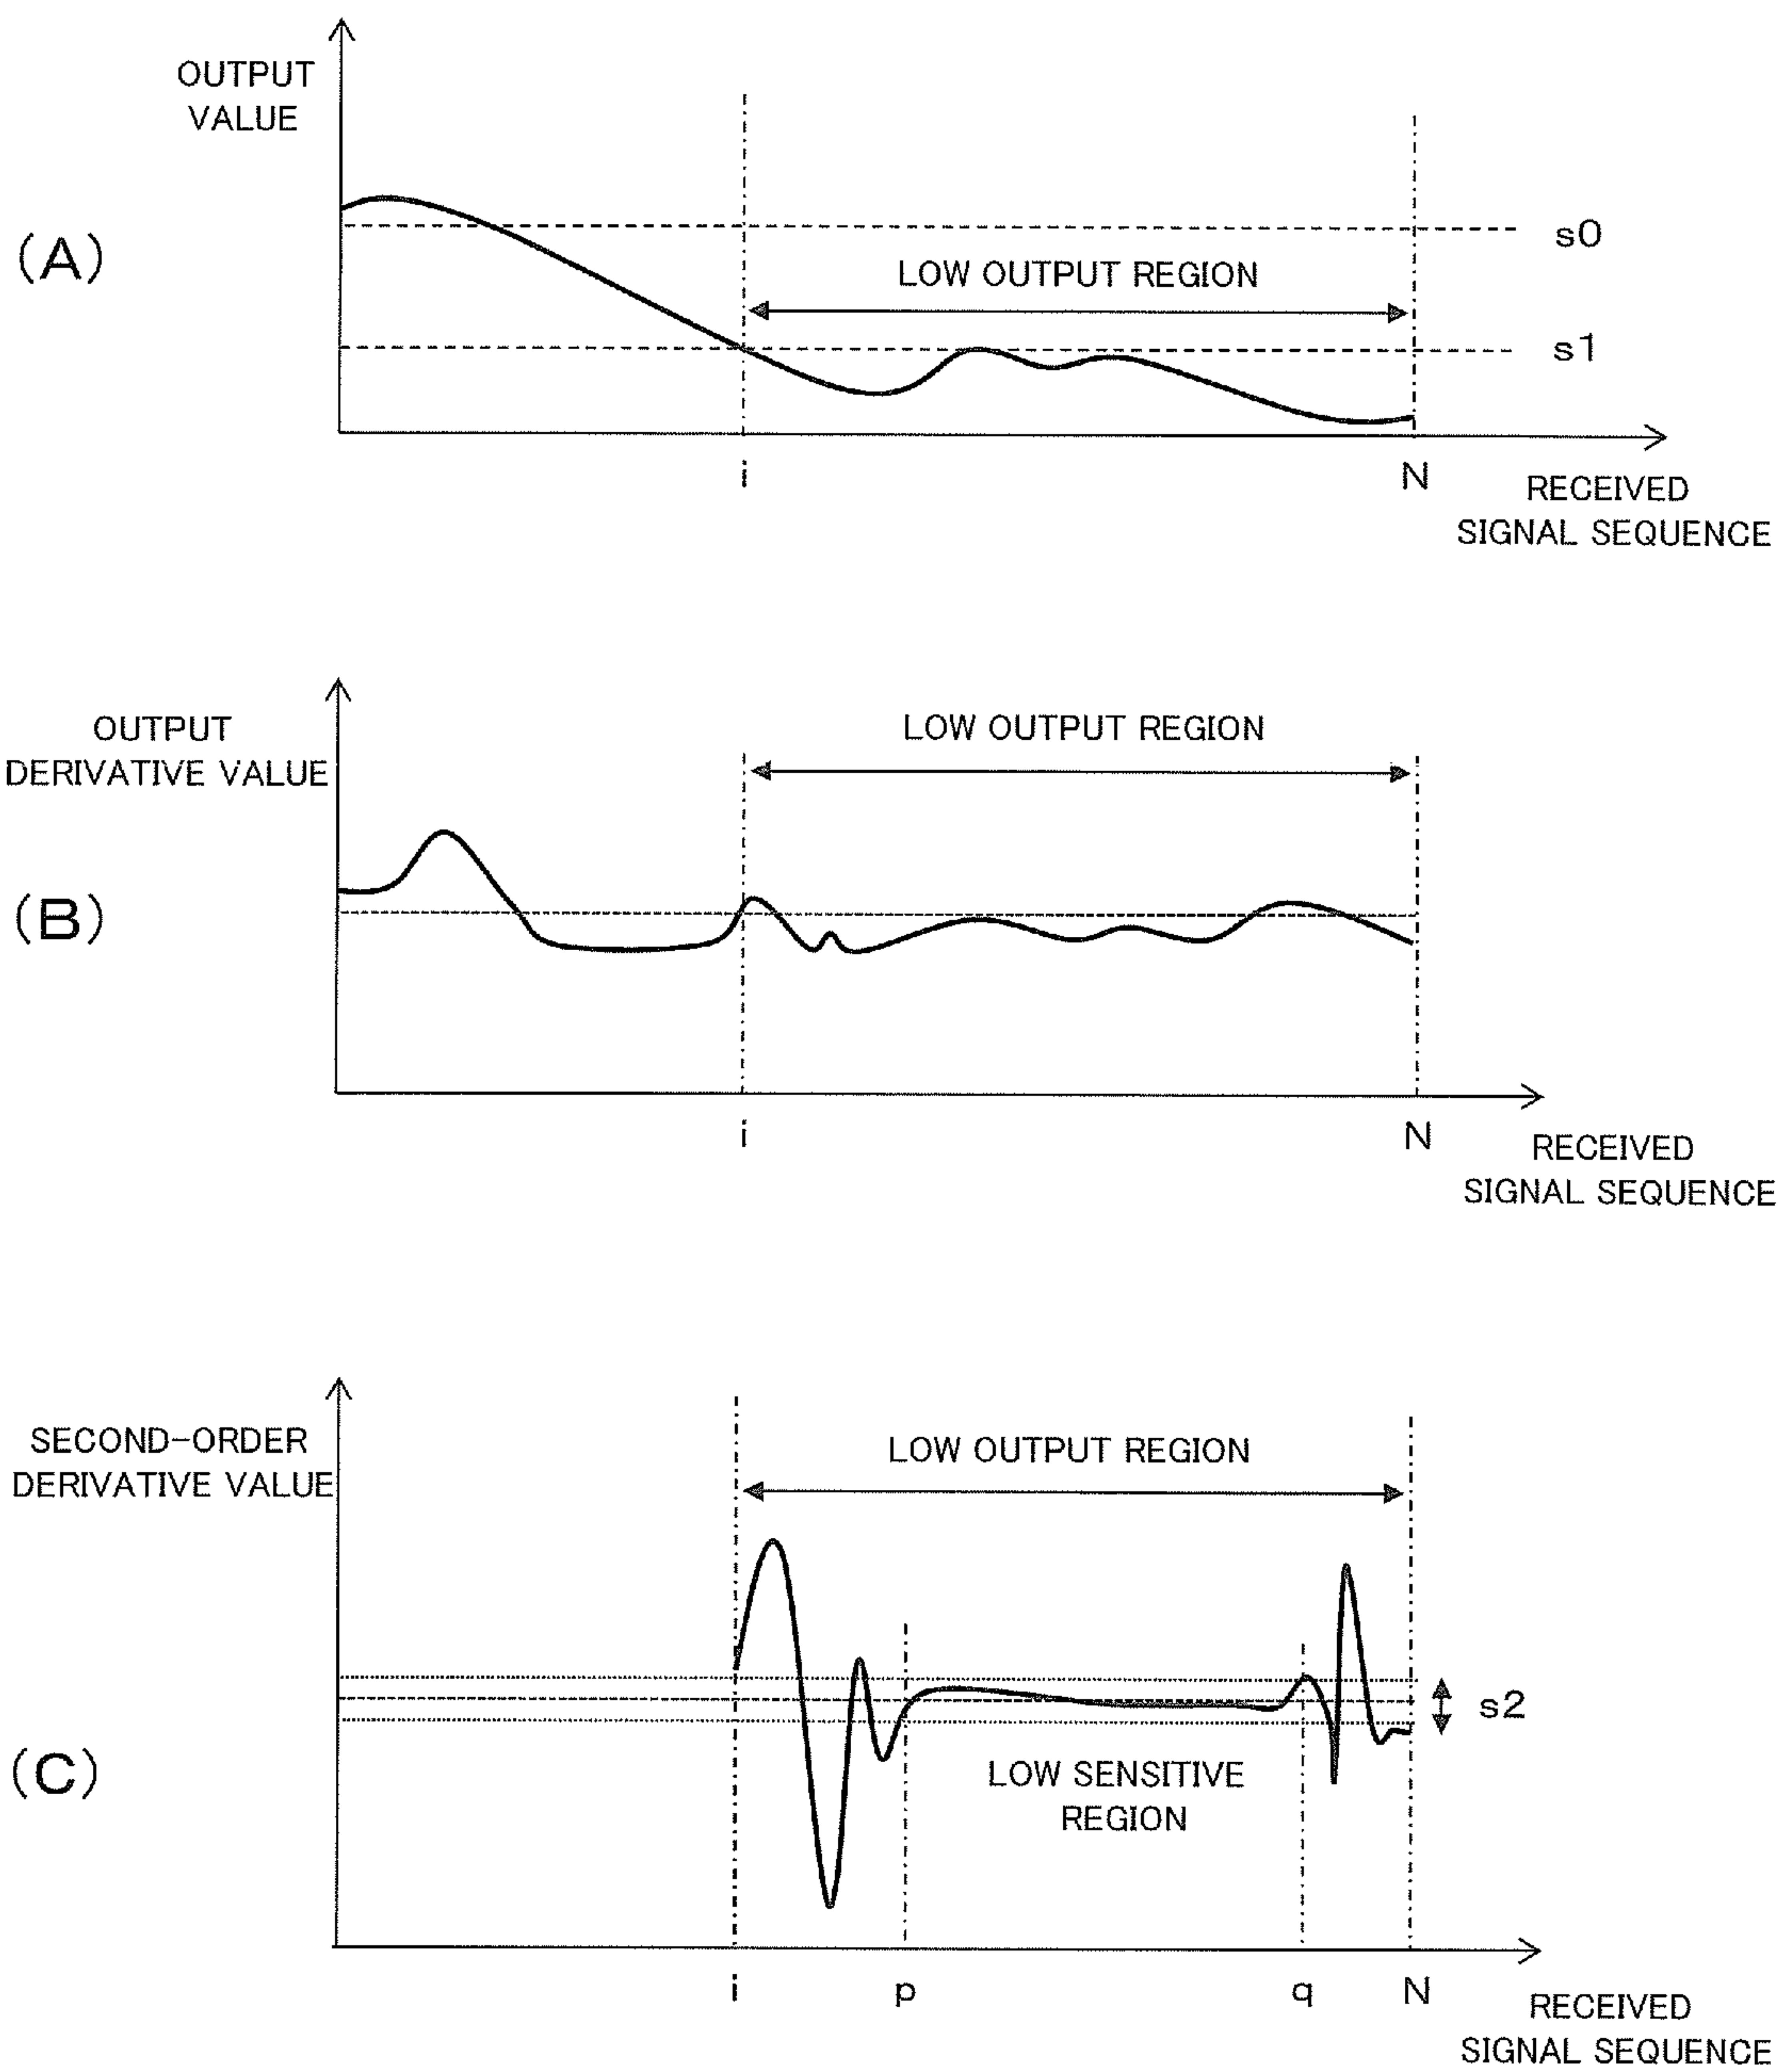 OUTPUT
VALUE
(A)
s0
LOW OUTPUT REGION
s1
i
N
RECEIVED
SIGNAL SEQUENCE
OUTPUT
DERIVATIVE VALUE
LOW OUTPUT REGION
(B)
i
N
RECEIVED
SIGNAL SEQUENCE
SECOND-ORDER
DERIVATIVE VALUE
LOW OUTPUT REGION
s2
(C)
LOW SENSITIVE
REGION
i
p
q
N
RECEIVED
SIGNAL SEQUENCE